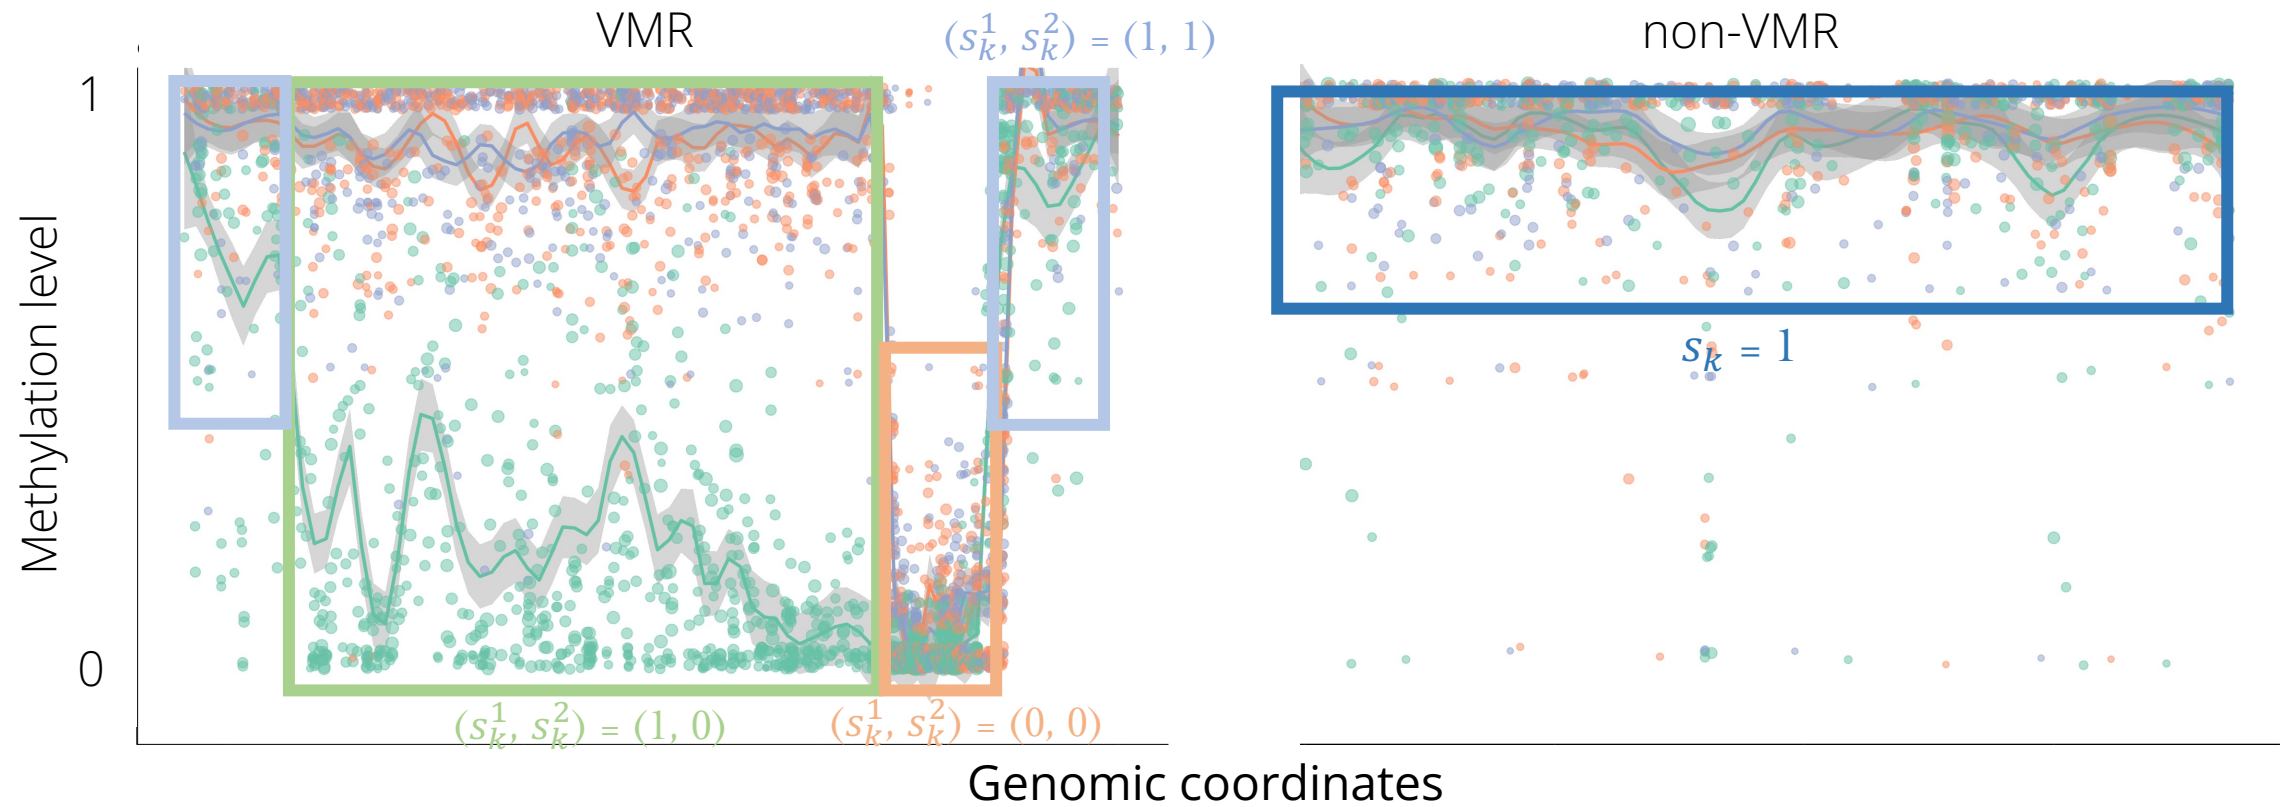 VMR
(s_k^1, s_k^2) = (1, 1)
non-VMR
1
Methylation level
s_k = 1
0
(s_k^1, s_k^2) = (1, 0)
(s_k^1, s_k^2) = (0, 0)
Genomic coordinates